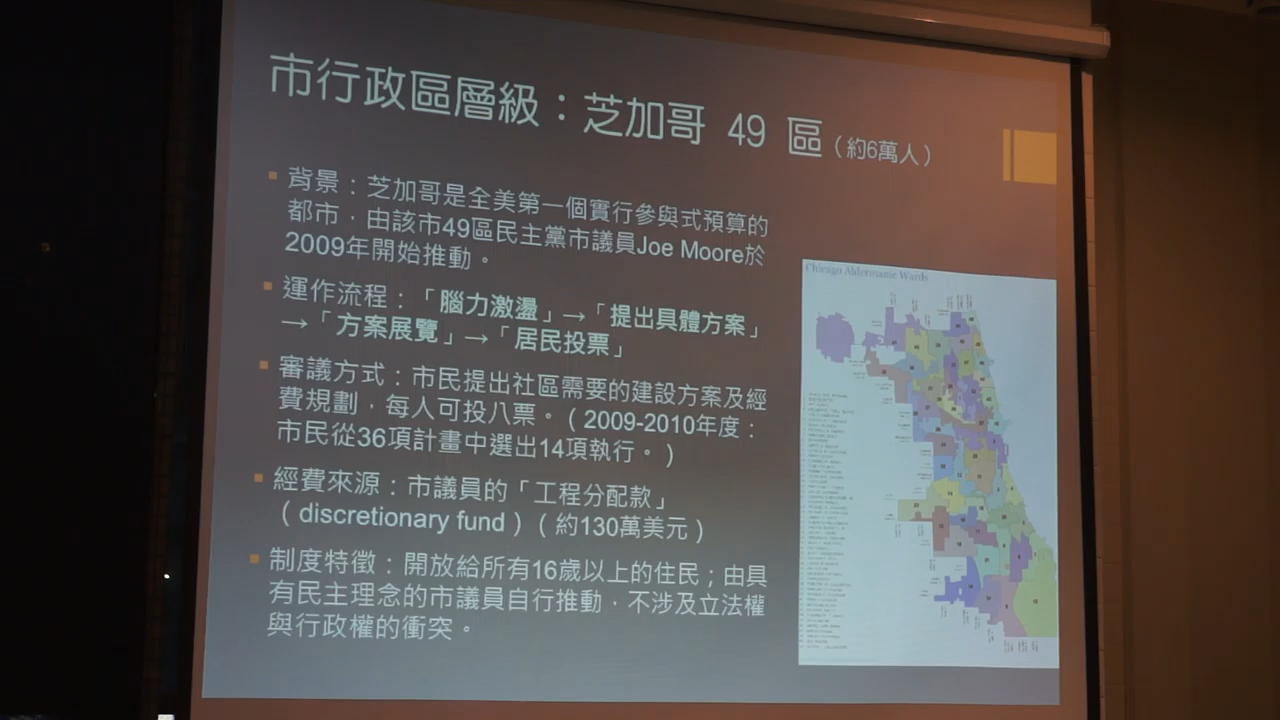 市行政區層級：芝加哥 49 區（約6萬人）
背景：芝加哥是全美第一個實行參與式預算的
都市，由該市49區民主黨市議員Joe Moore於
2009年開始推動。
運作流程：「腦力激盪」→「提出具體方案」
→「方案展覽」→「居民投票」
審議方式：市民提出社區需要的建設方案及經
費規劃，每人可投八票。（2009-2010年度：
市民從36項計畫中選出14項執行。）
經費來源：市議員的「工程分配款」
（discretionary fund）（約130萬美元）
制度特徵：開放給所有16歲以上的住民；由具
有民主理念的市議員自行推動，不涉及立法權
與行政權的衝突。
Chicago Aldermanic Wards